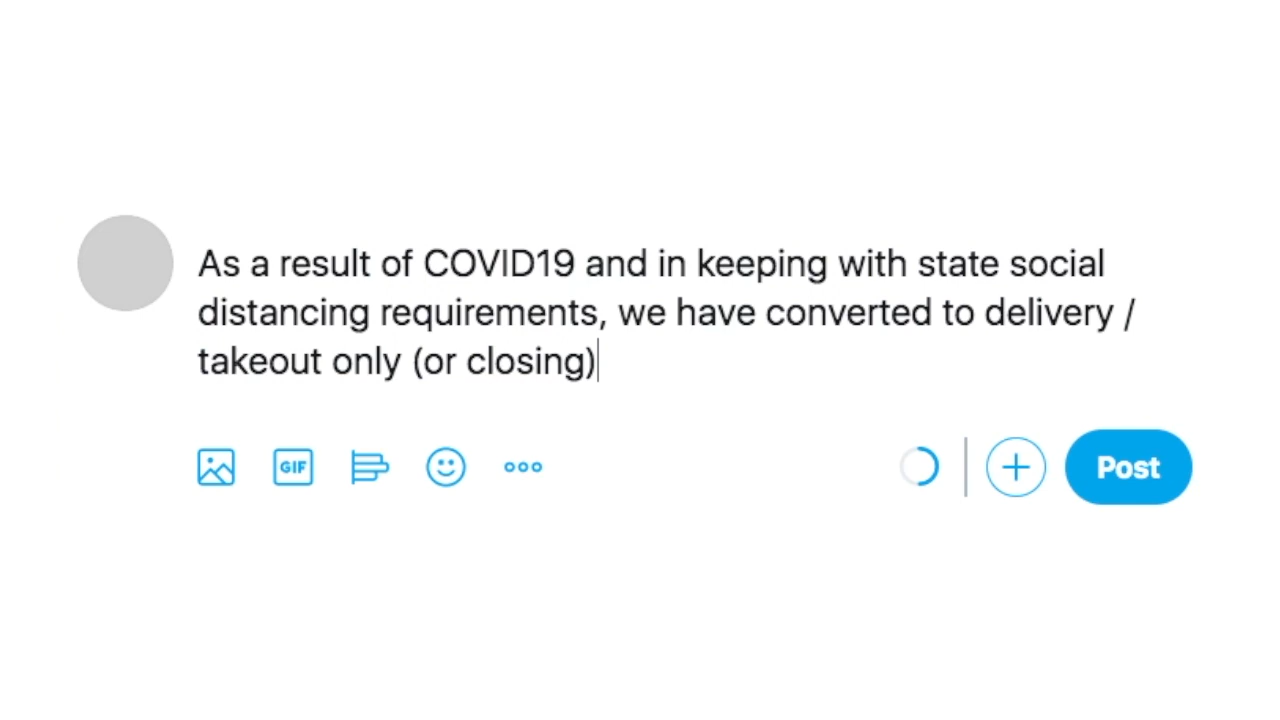 As a result of COVID19 and in keeping with state social
distancing requirements, we have converted to delivery /
takeout only (or closing)
GIF
Post